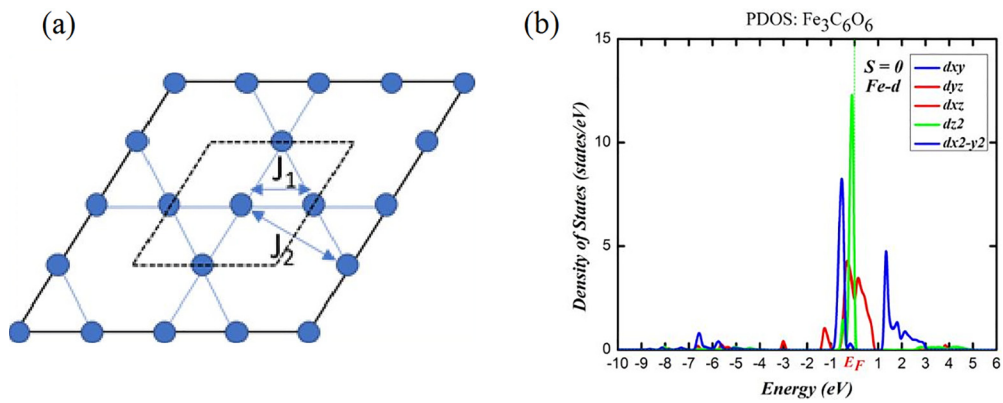 (a)
J₁
J₂
(b)
PDOS: Fe₃C₆O₆
Density of States (states/eV)
15
10
5
0
S = 0
Fe-d
dxy
dyz
dxz
dz2
dx2-y2
-10 -9 -8 -7 -6 -5 -4 -3 -2 -1 E_F 1 2 3 4 5 6
Energy (eV)